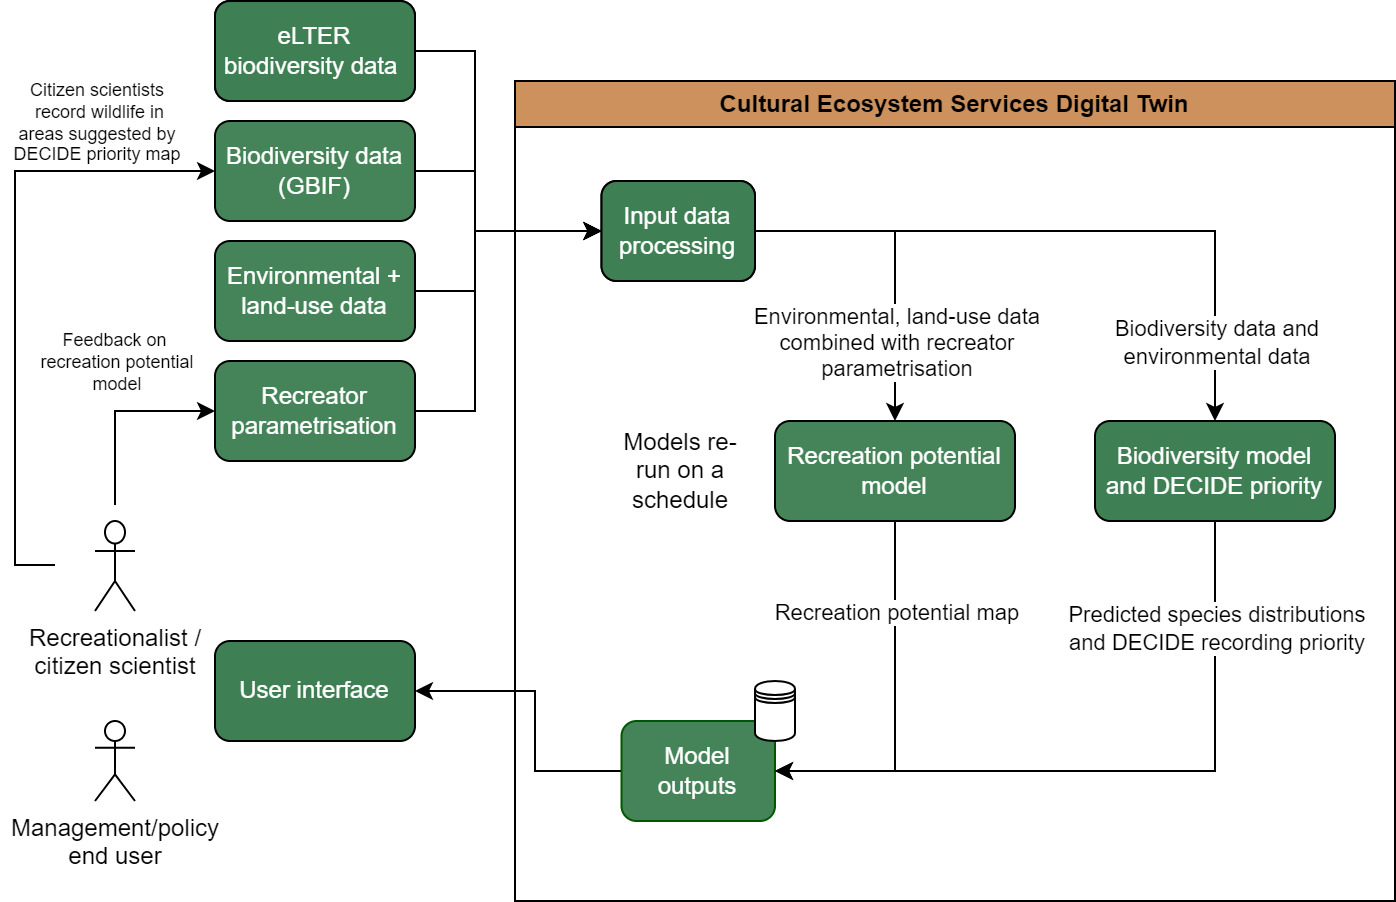 eLTER
biodiversity data
Citizen scientists
record wildlife in
areas suggested by
DECIDE priority map
Biodiversity data
(GBIF)
Environmental +
land-use data
Feedback on
recreation potential
model
Recreator
parametrisation
Recreationalist /
citizen scientist
User interface
Management/policy
end user
Cultural Ecosystem Services Digital Twin
Input data
processing
Environmental, land-use data
combined with recreator
parametrisation
Biodiversity data and
environmental data
Models re-
run on a
schedule
Recreation potential
model
Biodiversity model
and DECIDE priority
Recreation potential map
Predicted species distributions
and DECIDE recording priority
Model
outputs